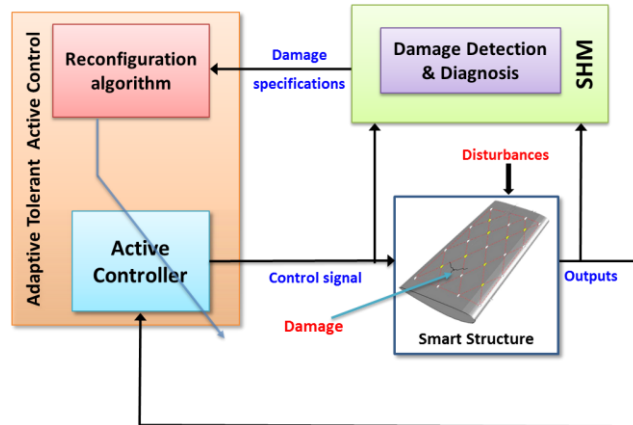 Reconfiguration
algorithm
Adaptive Tolerant Active Control
Damage
specifications
Damage Detection
& Diagnosis
SHM
Disturbances
Active
Controller
Control signal
Outputs
Damage
Smart Structure